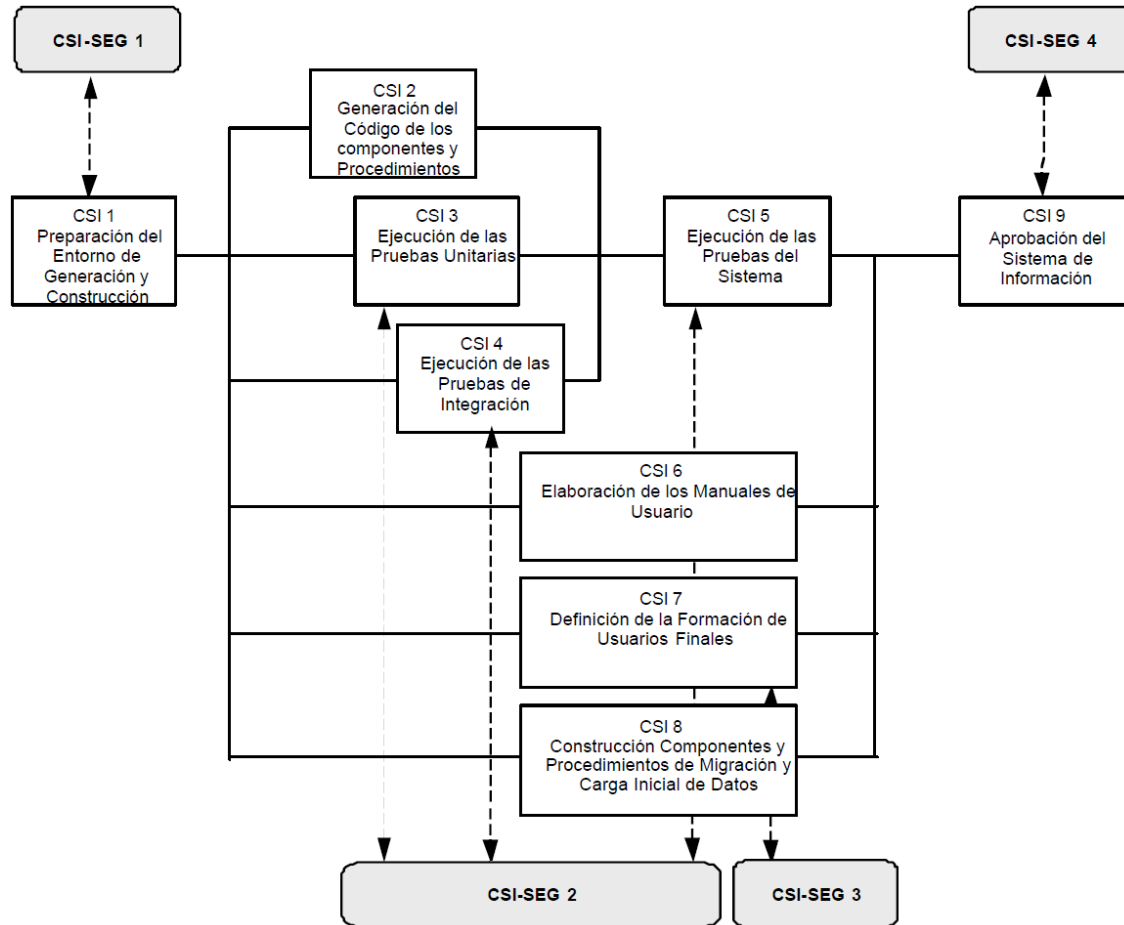 CSI-SEG 1
CSI-SEG 4
CSI 2
Generación del
Código de los
componentes y
Procedimientos
CSI 1
Preparación del
Entorno de
Generación y
Construcción
CSI 3
Ejecución de las
Pruebas Unitarias
CSI 5
Ejecución de las
Pruebas del
Sistema
CSI 9
Aprobación del
Sistema de
Información
CSI 4
Ejecución de las
Pruebas de
Integración
CSI 6
Elaboración de los Manuales de
Usuario
CSI 7
Definición de la Formación de
Usuarios Finales
CSI 8
Construcción Componentes y
Procedimientos de Migración y
Carga Inicial de Datos
CSI-SEG 2
CSI-SEG 3